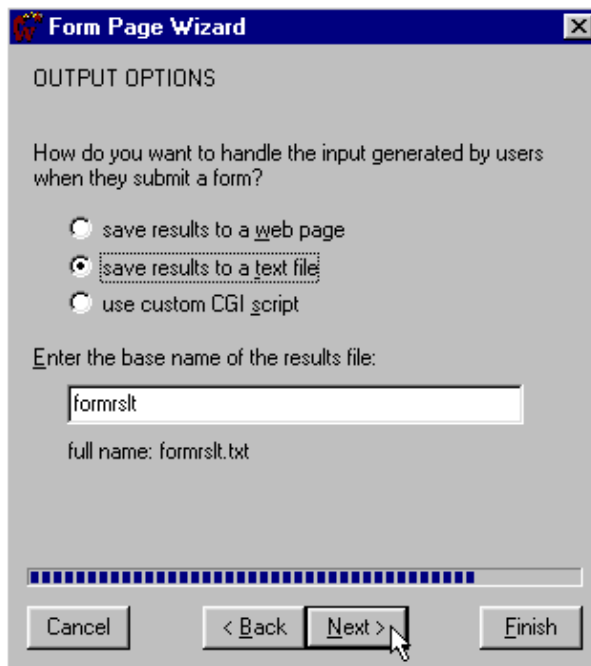 Form Page Wizard
OUTPUT OPTIONS
How do you want to handle the input generated by users
when they submit a form?
save results to a web page
save results to a text file
use custom CGI script
Enter the base name of the results file:
formrslt
full name: formrslt.txt
Cancel
< Back
Next >
Finish